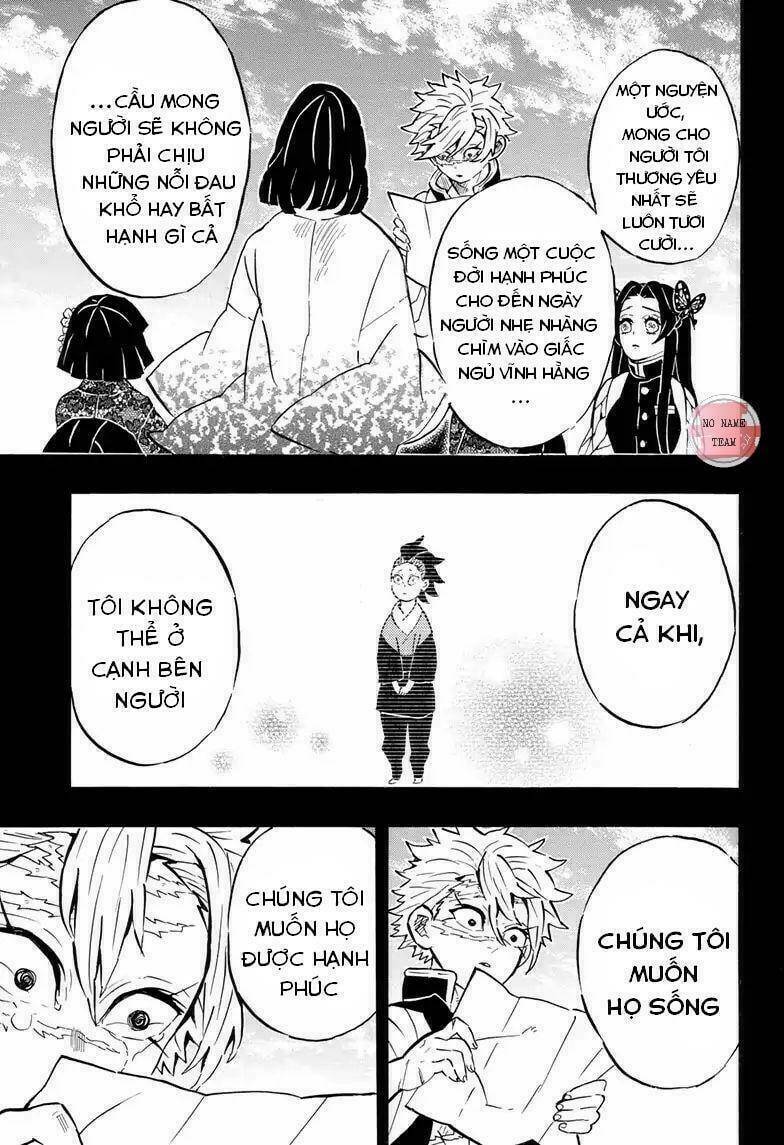 MỘT NGUYỆN
ƯỚC,
MONG CHO
NGƯỜI TÔI
THƯƠNG YÊU
NHẤT SẼ
LUÔN TƯƠI
CƯỜI...
SỐNG MỘT CUỘC
ĐỜI HẠNH PHÚC
CHO ĐẾN NGÀY
NGƯỜI NHẸ NHÀNG
CHÌM VÀO GIẤC
NGỦ VĨNH HẰNG
...
...CẦU MONG
NGƯỜI SẼ KHÔNG
PHẢI CHỊU
NHỮNG NỖI ĐAU
KHỔ HAY BẤT
HẠNH GÌ CẢ
NO NAME
TEAM
NGAY
CẢ KHI,
TÔI KHÔNG
THỂ Ở
CẠNH BÊN
NGƯỜI
CHÚNG TÔI
MUỐN
HỌ SỐNG
CHÚNG TÔI
MUỐN HỌ
ĐƯỢC HẠNH
PHÚC